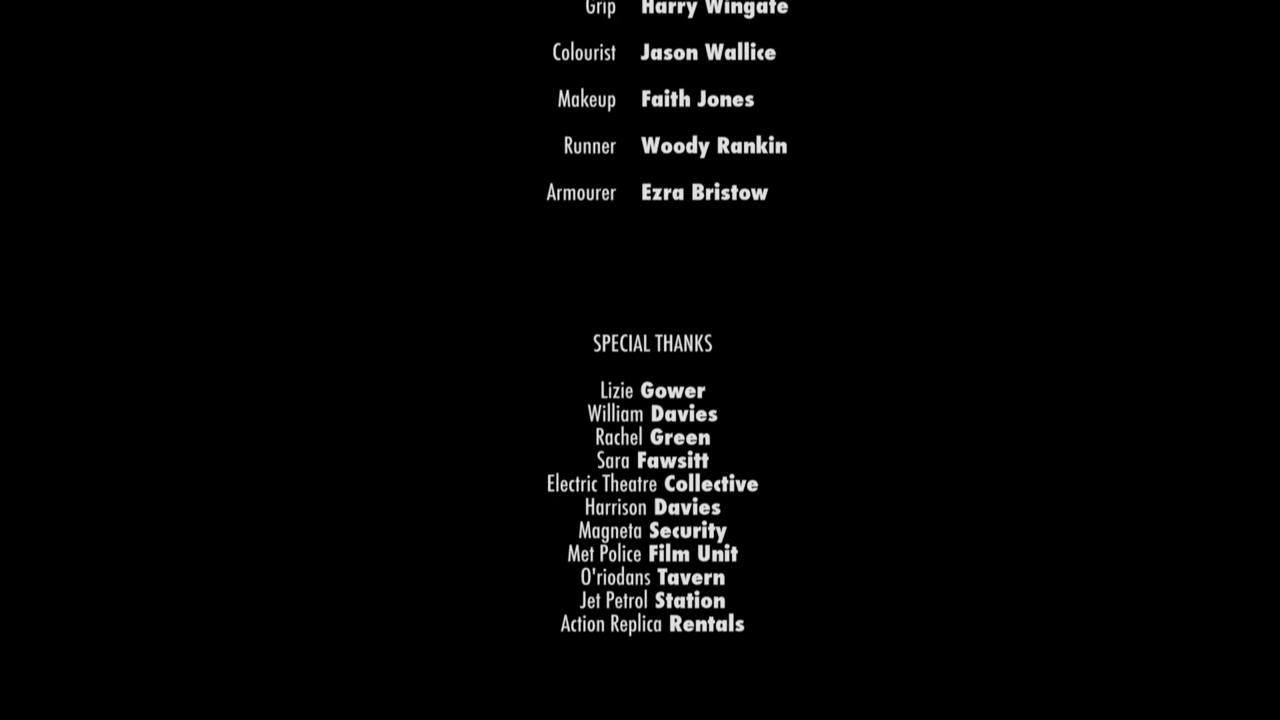 Grip Harry Wingate
Colourist Jason Wallice
Makeup Faith Jones
Runner Woody Rankin
Armourer Ezra Bristow
SPECIAL THANKS
Lizie Gower
William Davies
Rachel Green
Sara Fawsitt
Electric Theatre Collective
Harrison Davies
Magneta Security
Met Police Film Unit
O'riodans Tavern
Jet Petrol Station
Action Replica Rentals